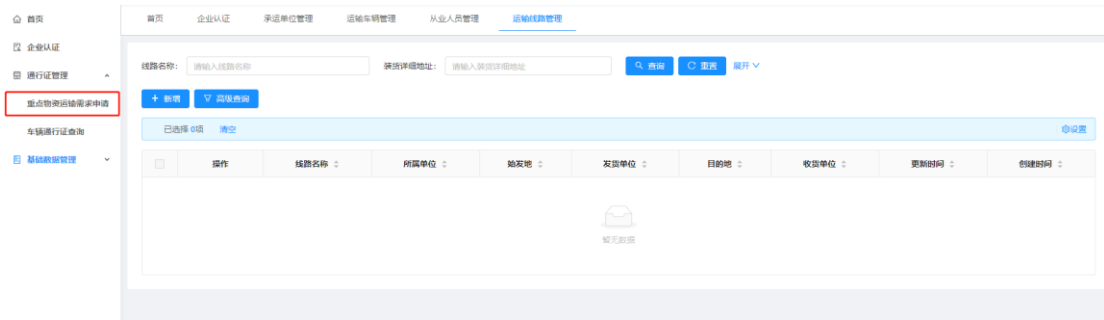 首页
企业认证
通行证管理
重点物资运输需求申请
车辆通行证查询
基础数据管理
首页 企业认证 承运单位管理 运输车辆管理 从业人员管理 运输线路管理
线路名称: 请输入线路名称 装货详细地址: 请输入装货详细地址 查询 重置 展开
+ 新增 高级查询
已选择 0项 清空 设置
操作 线路名称 所属单位 始发地 发货单位 目的地 收货单位 更新时间 创建时间
暂无数据